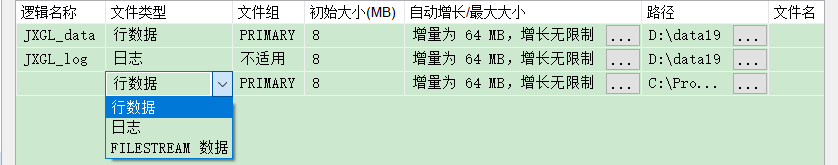 逻辑名称 文件类型 文件组 初始大小(MB) 自动增长/最大大小 路径 文件名
JXGL_data 行数据 PRIMARY 8 增量为 64 MB，增长无限制 ... D:\data19 ...
JXGL_log 日志 不适用 8 增量为 64 MB，增长无限制 ... D:\data19 ...
行数据 PRIMARY 8 增量为 64 MB，增长无限制 ... C:\Pro... ...
行数据
日志
FILESTREAM 数据